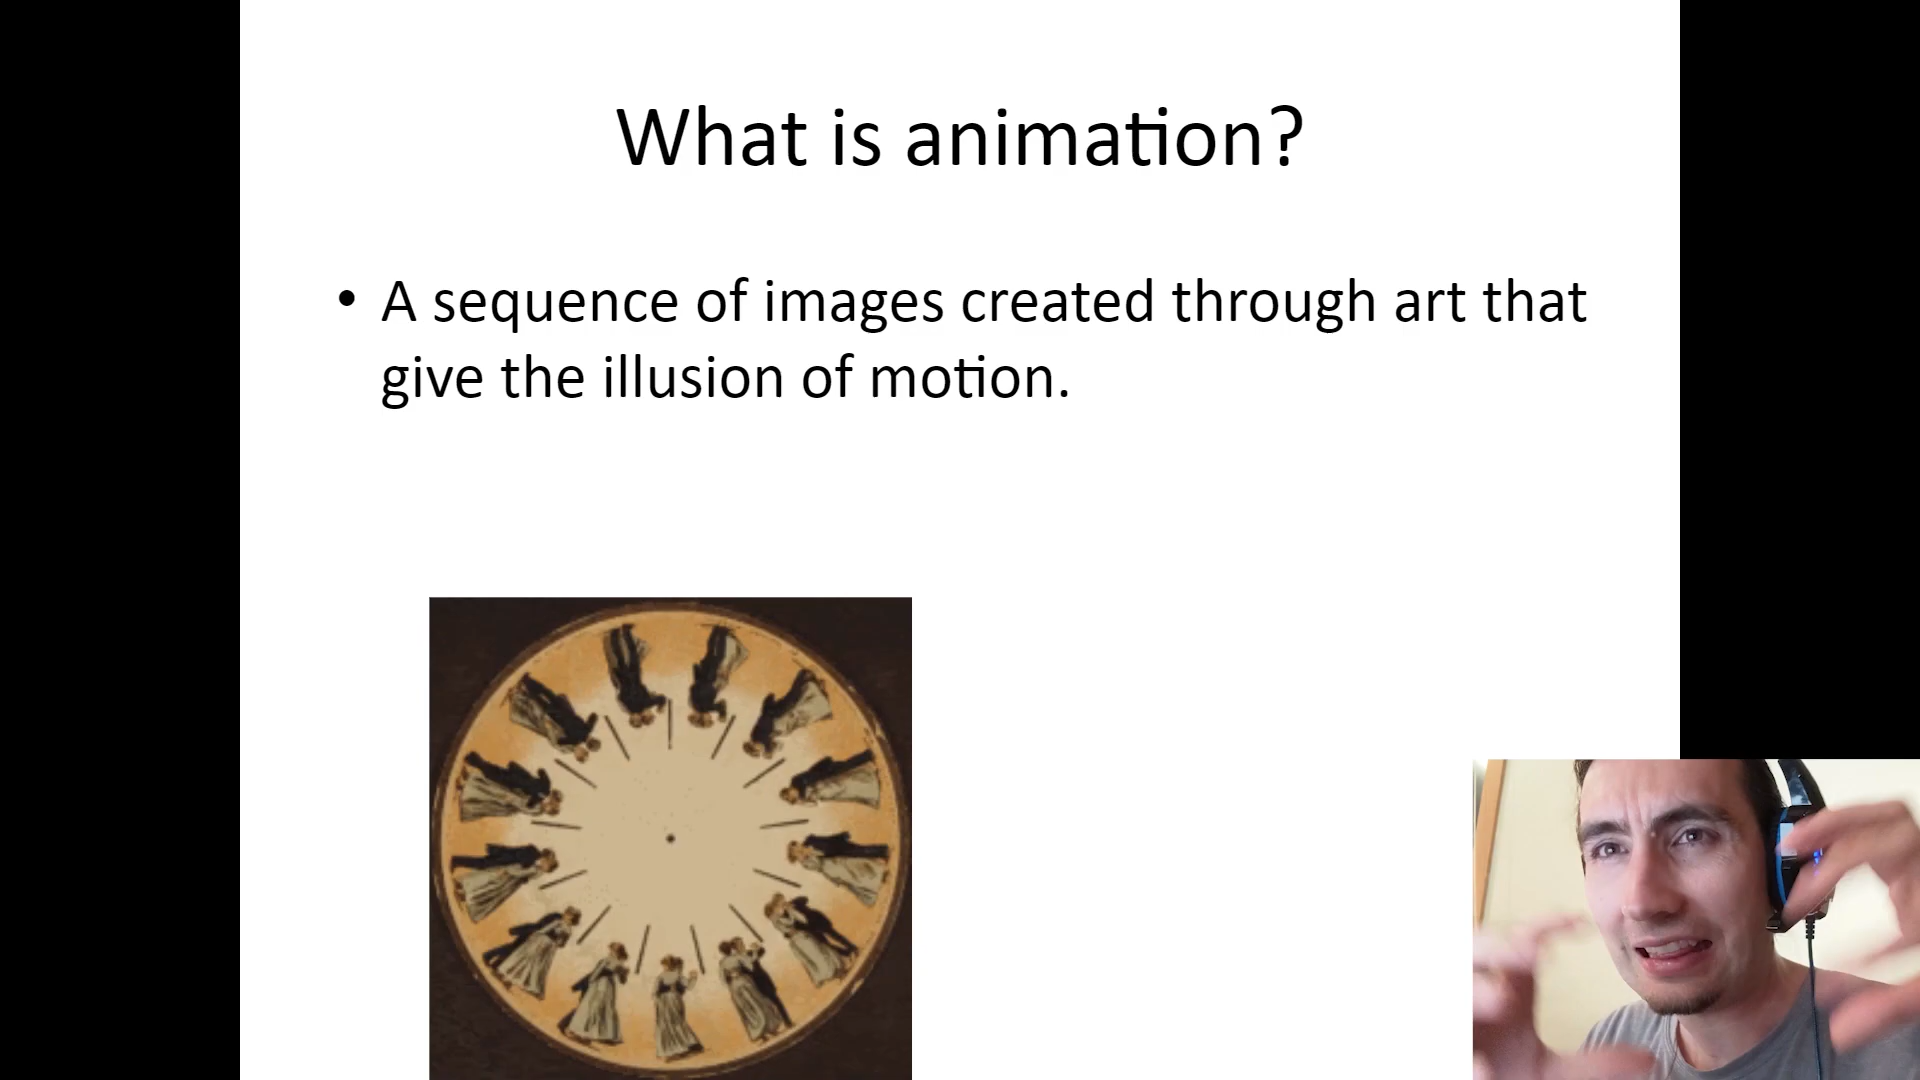 What is animation?
• A sequence of images created through art that
give the illusion of motion.